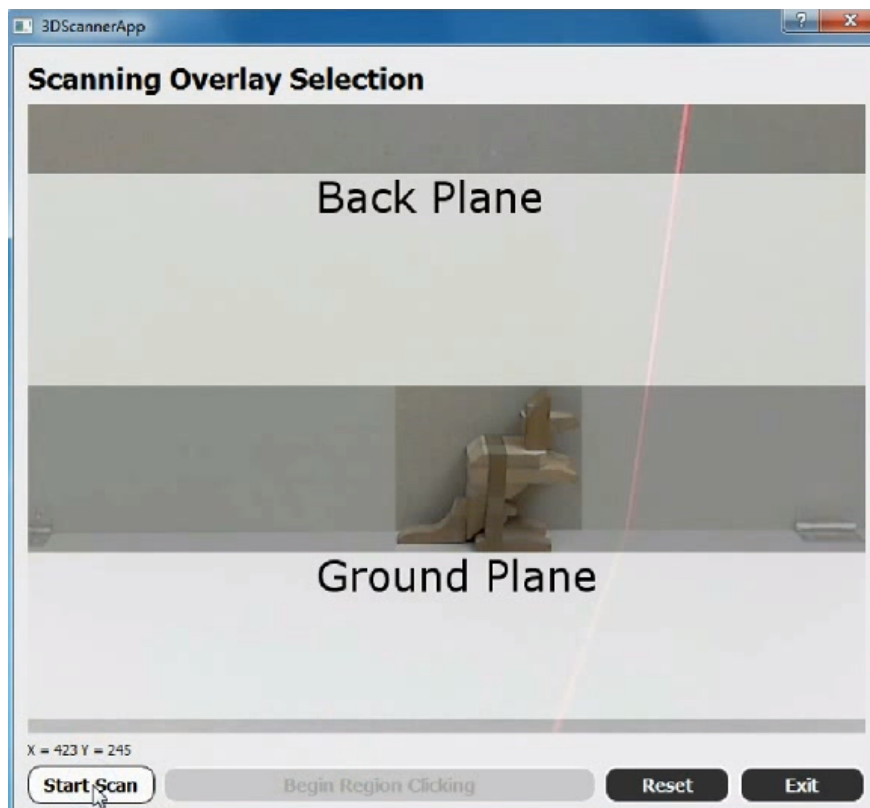 3DScannerApp
Scanning Overlay Selection
Back Plane
Ground Plane
X = 423 Y = 245
Start Scan Begin Region Clicking Reset Exit